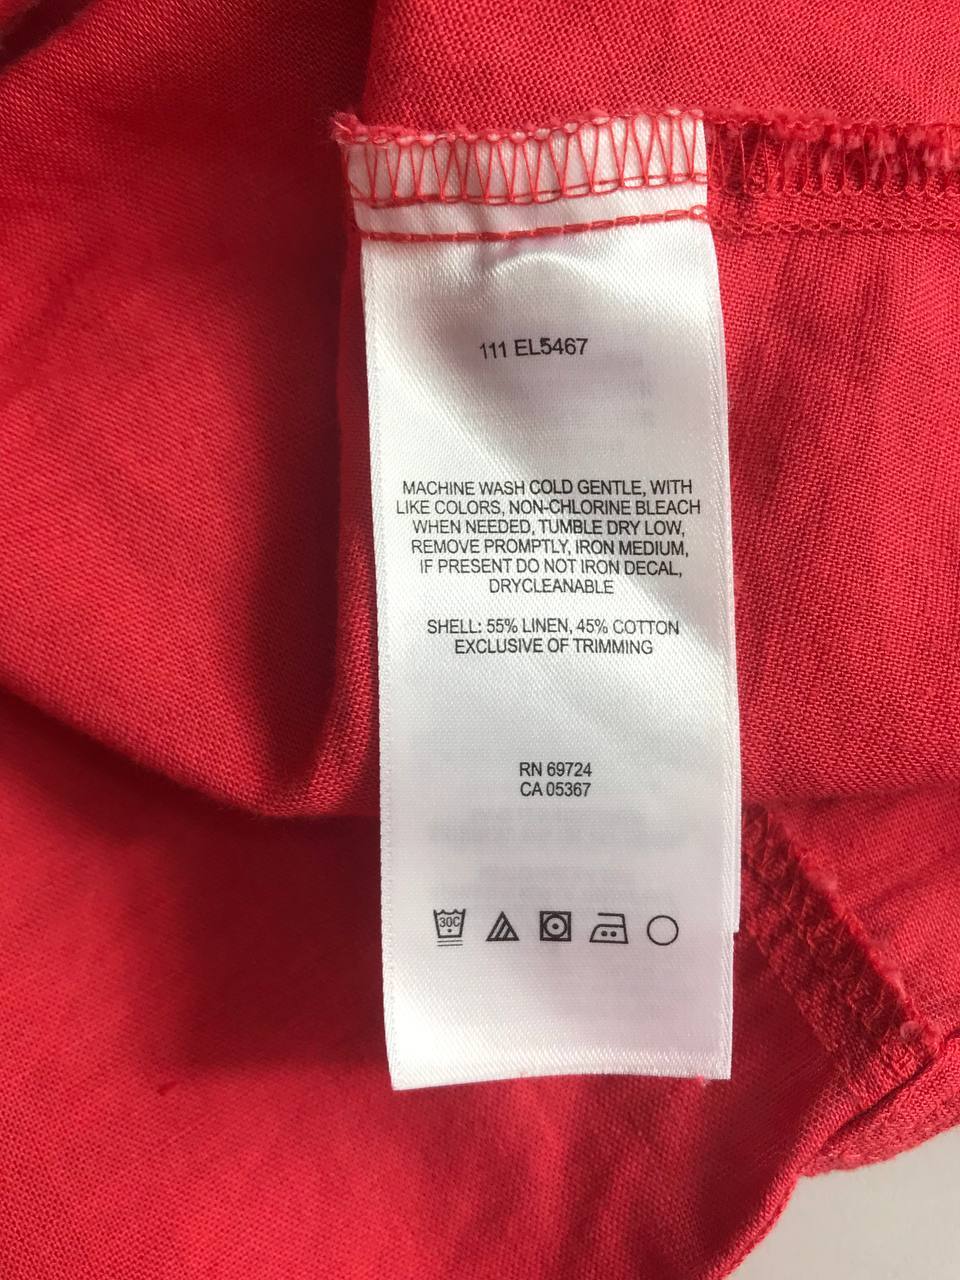 111 EL5467
MACHINE WASH COLD GENTLE, WITH
LIKE COLORS, NON-CHLORINE BLEACH
WHEN NEEDED, TUMBLE DRY LOW,
REMOVE PROMPTLY, IRON MEDIUM,
IF PRESENT DO NOT IRON DECAL,
DRYCLEANABLE
SHELL: 55% LINEN, 45% COTTON
EXCLUSIVE OF TRIMMING
RN 69724
CA 05367
30C